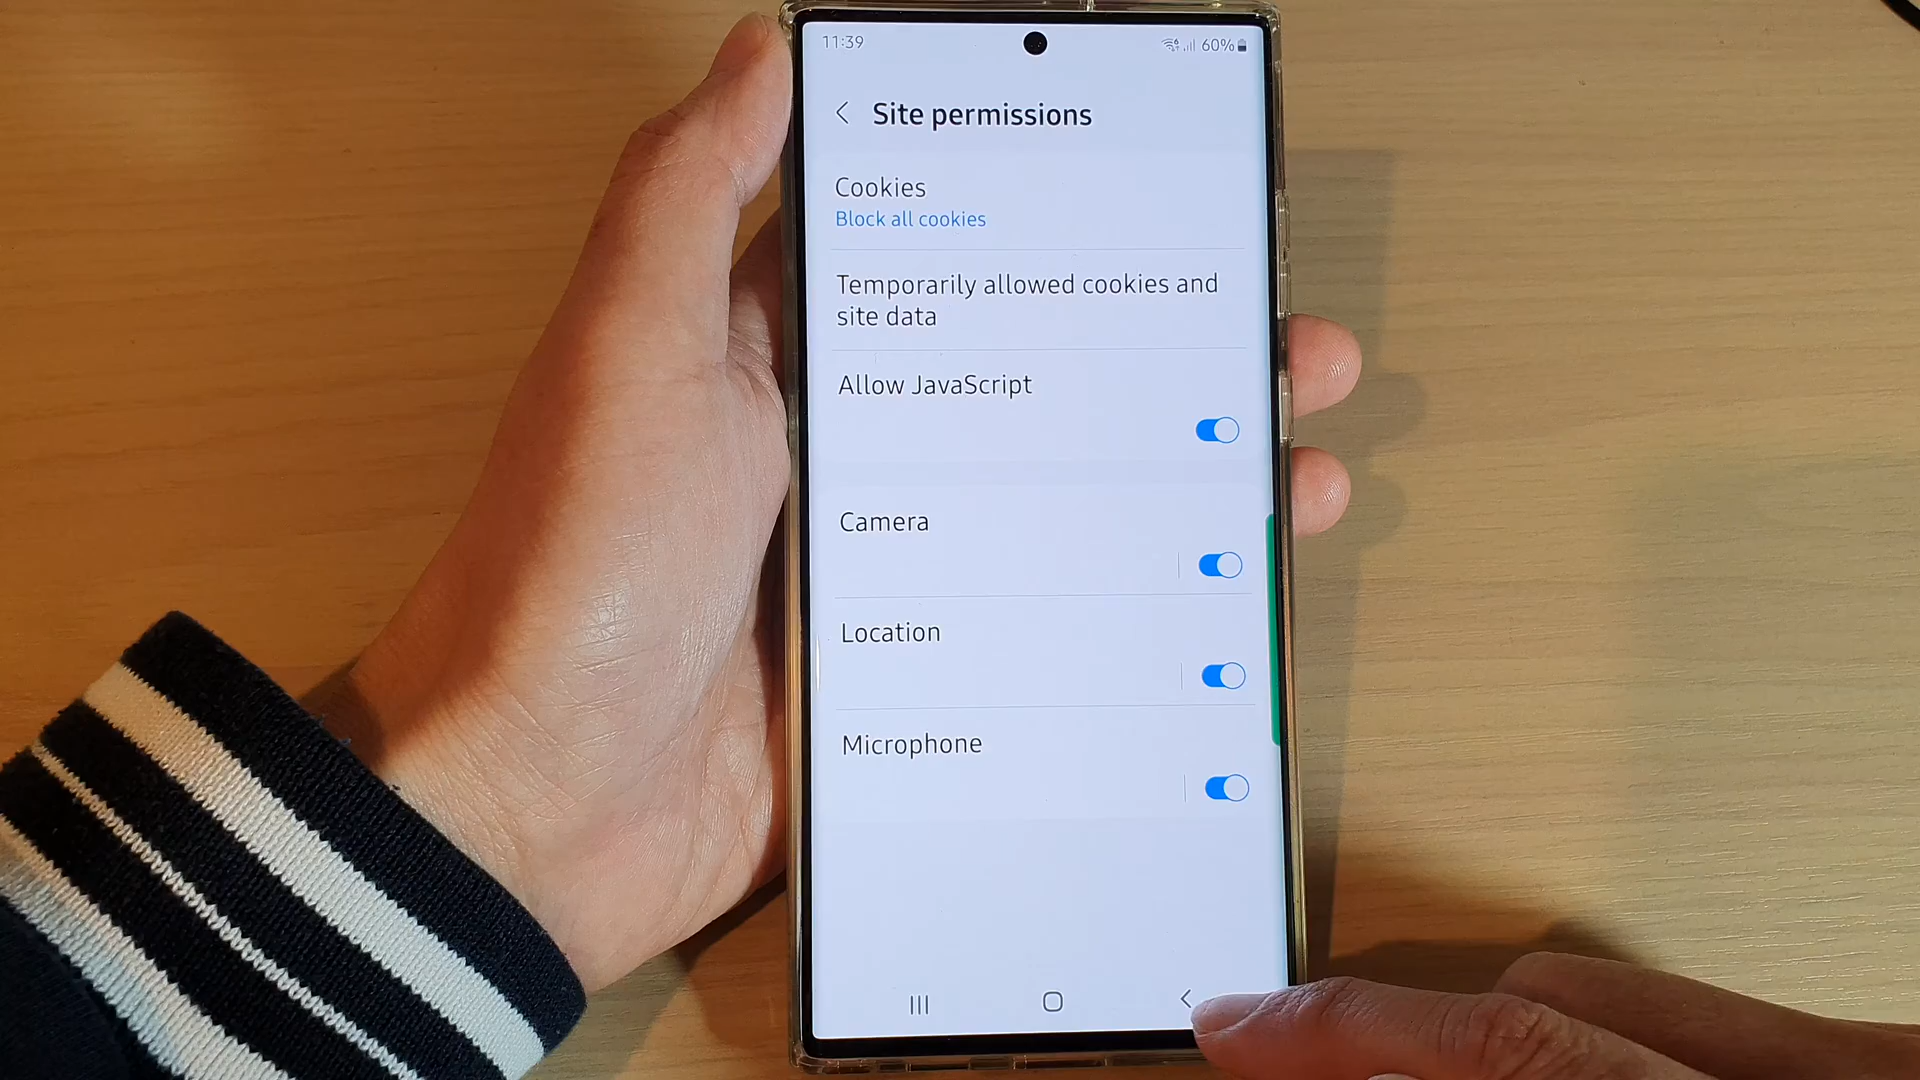 11:39
60%
Site permissions
Cookies
Block all cookies
Temporarily allowed cookies and
site data
Allow JavaScript
Camera
Location
Microphone